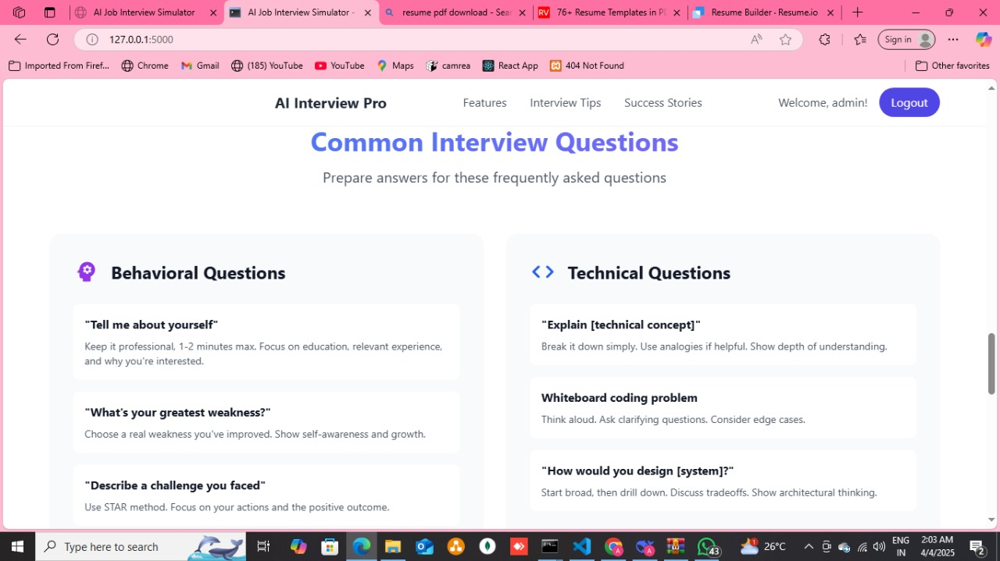 AI Job Interview Simulator
AI Job Interview Simulator -
resume pdf download - Sear
RV
76+ Resume Templates in PD
Resume Builder · Resume.io
127.0.0.1:5000
Sign in
Imported From Firef...
Chrome
Gmail
(185) YouTube
YouTube
Maps
camrea
React App
404 Not Found
Other favorites
AI Interview Pro
Features
Interview Tips
Success Stories
Welcome, admin!
Logout
Common Interview Questions
Prepare answers for these frequently asked questions
Behavioral Questions
"Tell me about yourself"
Keep it professional, 1-2 minutes max. Focus on education, relevant experience,
and why you're interested.
"What's your greatest weakness?"
Choose a real weakness you've improved. Show self-awareness and growth.
"Describe a challenge you faced"
Use STAR method. Focus on your actions and the positive outcome.
Technical Questions
"Explain [technical concept]"
Break it down simply. Use analogies if helpful. Show depth of understanding.
Whiteboard coding problem
Think aloud. Ask clarifying questions. Consider edge cases.
"How would you design [system]?"
Start broad, then drill down. Discuss tradeoffs. Show architectural thinking.
Type here to search
43
26°C
ENG
IN
2:03 AM
4/4/2025
2